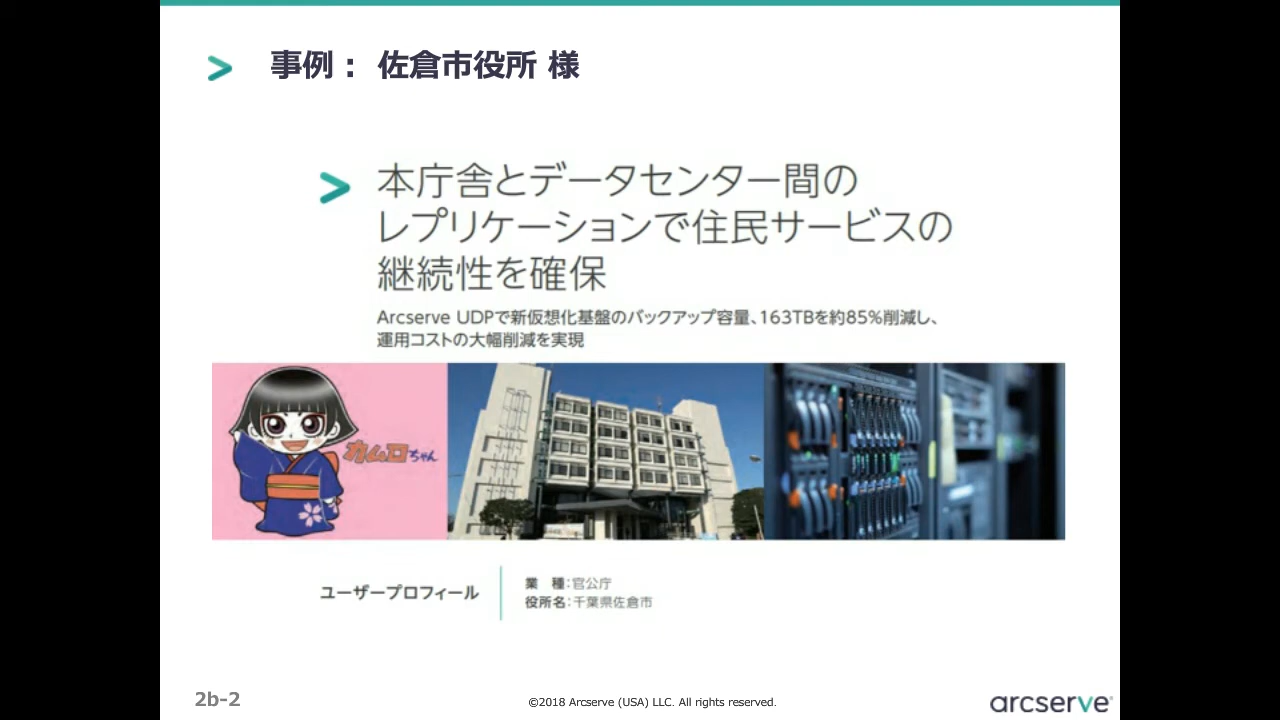 事例： 佐倉市役所 様
本庁舎とデータセンター間の
レプリケーションで住民サービスの
継続性を確保
Arcserve UDPで新仮想化基盤のバックアップ容量、163TBを約85%削減し、
運用コストの大幅削減を実現
カムロちゃん
ユーザープロフィール
業　種：官公庁
役所名：千葉県佐倉市
2b-2
©2018 Arcserve (USA) LLC. All rights reserved.
arcserve®